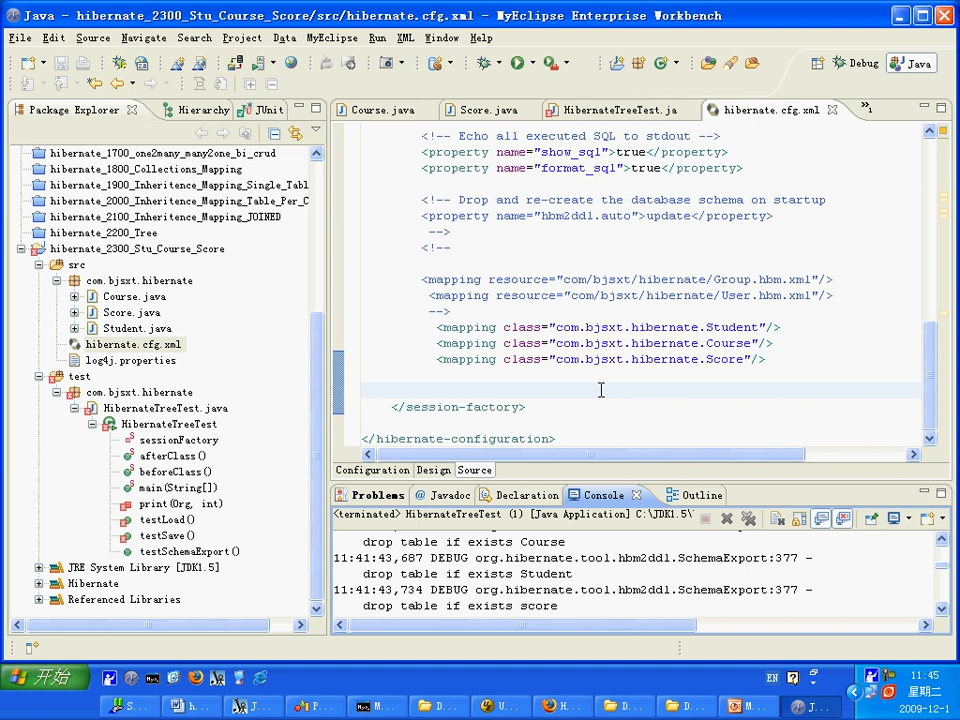 Java - hibernate_2300_Stu_Course_Score/src/hibernate.cfg.xml - MyEclipse Enterprise Workbench
File Edit Source Navigate Search Project Data MyEclipse Run XML Window Help
Debug Java
Package Explorer Hierarchy JUnit
Course.java Score.java HibernateTreeTest.ja hibernate.cfg.xml »1
hibernate_1700_one2many_many2one_bi_crud
hibernate_1800_Collections_Mapping
hibernate_1900_Inheritence_Mapping_Single_Tabl
hibernate_2000_Inheritence_Mapping_Table_Per_C
hibernate_2100_Inheritence_Mapping_JOINED
hibernate_2200_Tree
hibernate_2300_Stu_Course_Score
src
com.bjsxt.hibernate
Course.java
Score.java
Student.java
hibernate.cfg.xml
log4j.properties
test
com.bjsxt.hibernate
HibernateTreeTest.java
HibernateTreeTest
sessionFactory
afterClass()
beforeClass()
main(String[])
print(Org, int)
testLoad()
testSave()
testSchemaExport()
JRE System Library [JDK1.5]
Hibernate
Referenced Libraries
<!-- Echo all executed SQL to stdout -->
<property name="show_sql">true</property>
<property name="format_sql">true</property>
<!-- Drop and re-create the database schema on startup
<property name="hbm2ddl.auto">update</property>
-->
<!--
<mapping resource="com/bjsxt/hibernate/Group.hbm.xml"/>
<mapping resource="com/bjsxt/hibernate/User.hbm.xml"/>
-->
<mapping class="com.bjsxt.hibernate.Student"/>
<mapping class="com.bjsxt.hibernate.Course"/>
<mapping class="com.bjsxt.hibernate.Score"/>
</session-factory>
</hibernate-configuration>
Configuration Design Source
Problems Javadoc Declaration Console Outline
<terminated> HibernateTreeTest (1) [Java Application] C:\JDK1.5\
drop table if exists Course
11:41:43,687 DEBUG org.hibernate.tool.hbm2ddl.SchemaExport:377 -
drop table if exists Student
11:41:43,734 DEBUG org.hibernate.tool.hbm2ddl.SchemaExport:377 -
drop table if exists score
开始
EN
11:45
星期二
2009-12-1
S... h... J... P... M... D... U... H... D... D... M... J...